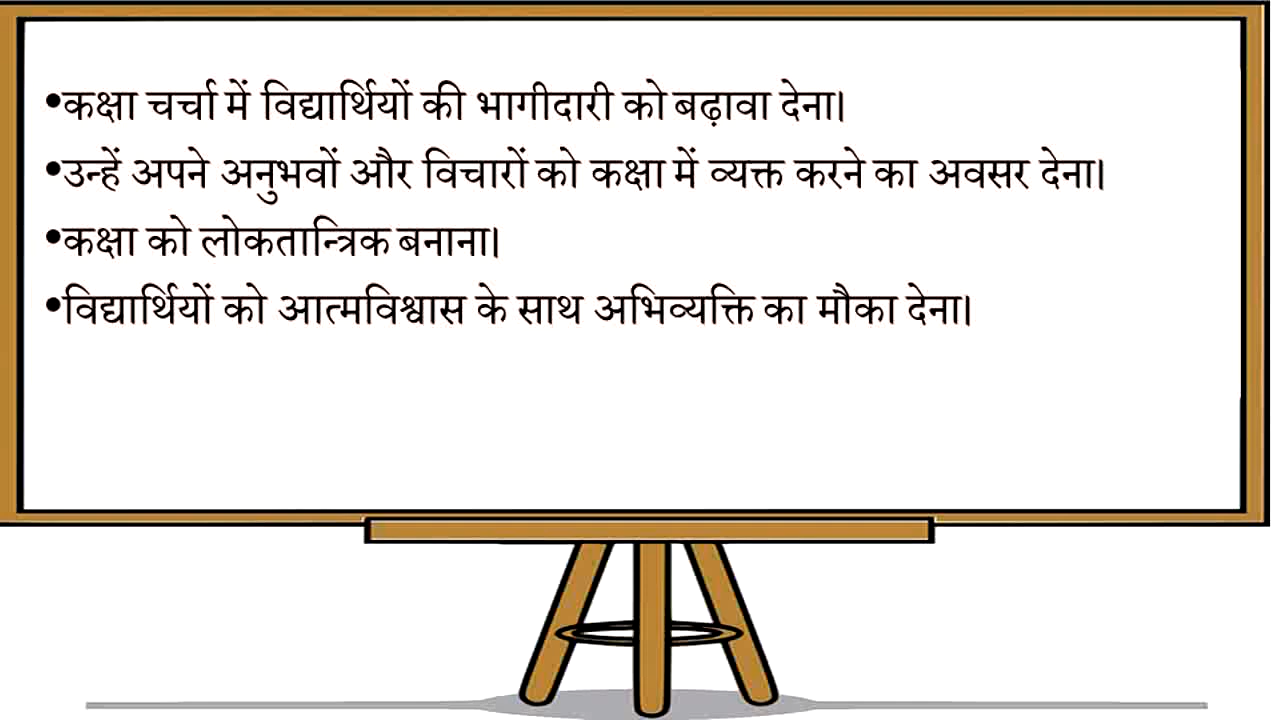 •कक्षा चर्चा में विद्यार्थियों की भागीदारी को बढ़ावा देना।
•उन्हें अपने अनुभवों और विचारों को कक्षा में व्यक्त करने का अवसर देना।
•कक्षा को लोकतान्त्रिक बनाना।
•विद्यार्थियों को आत्मविश्वास के साथ अभिव्यक्ति का मौका देना।